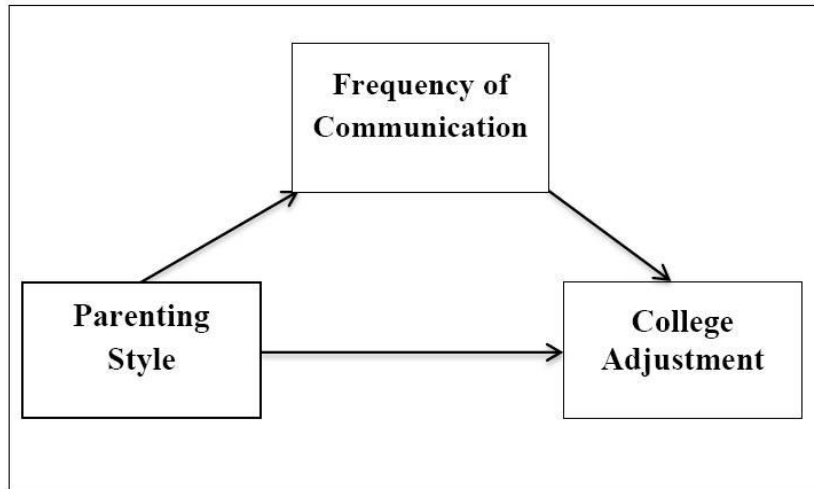 Frequency of
Communication
Parenting
Style
College
Adjustment